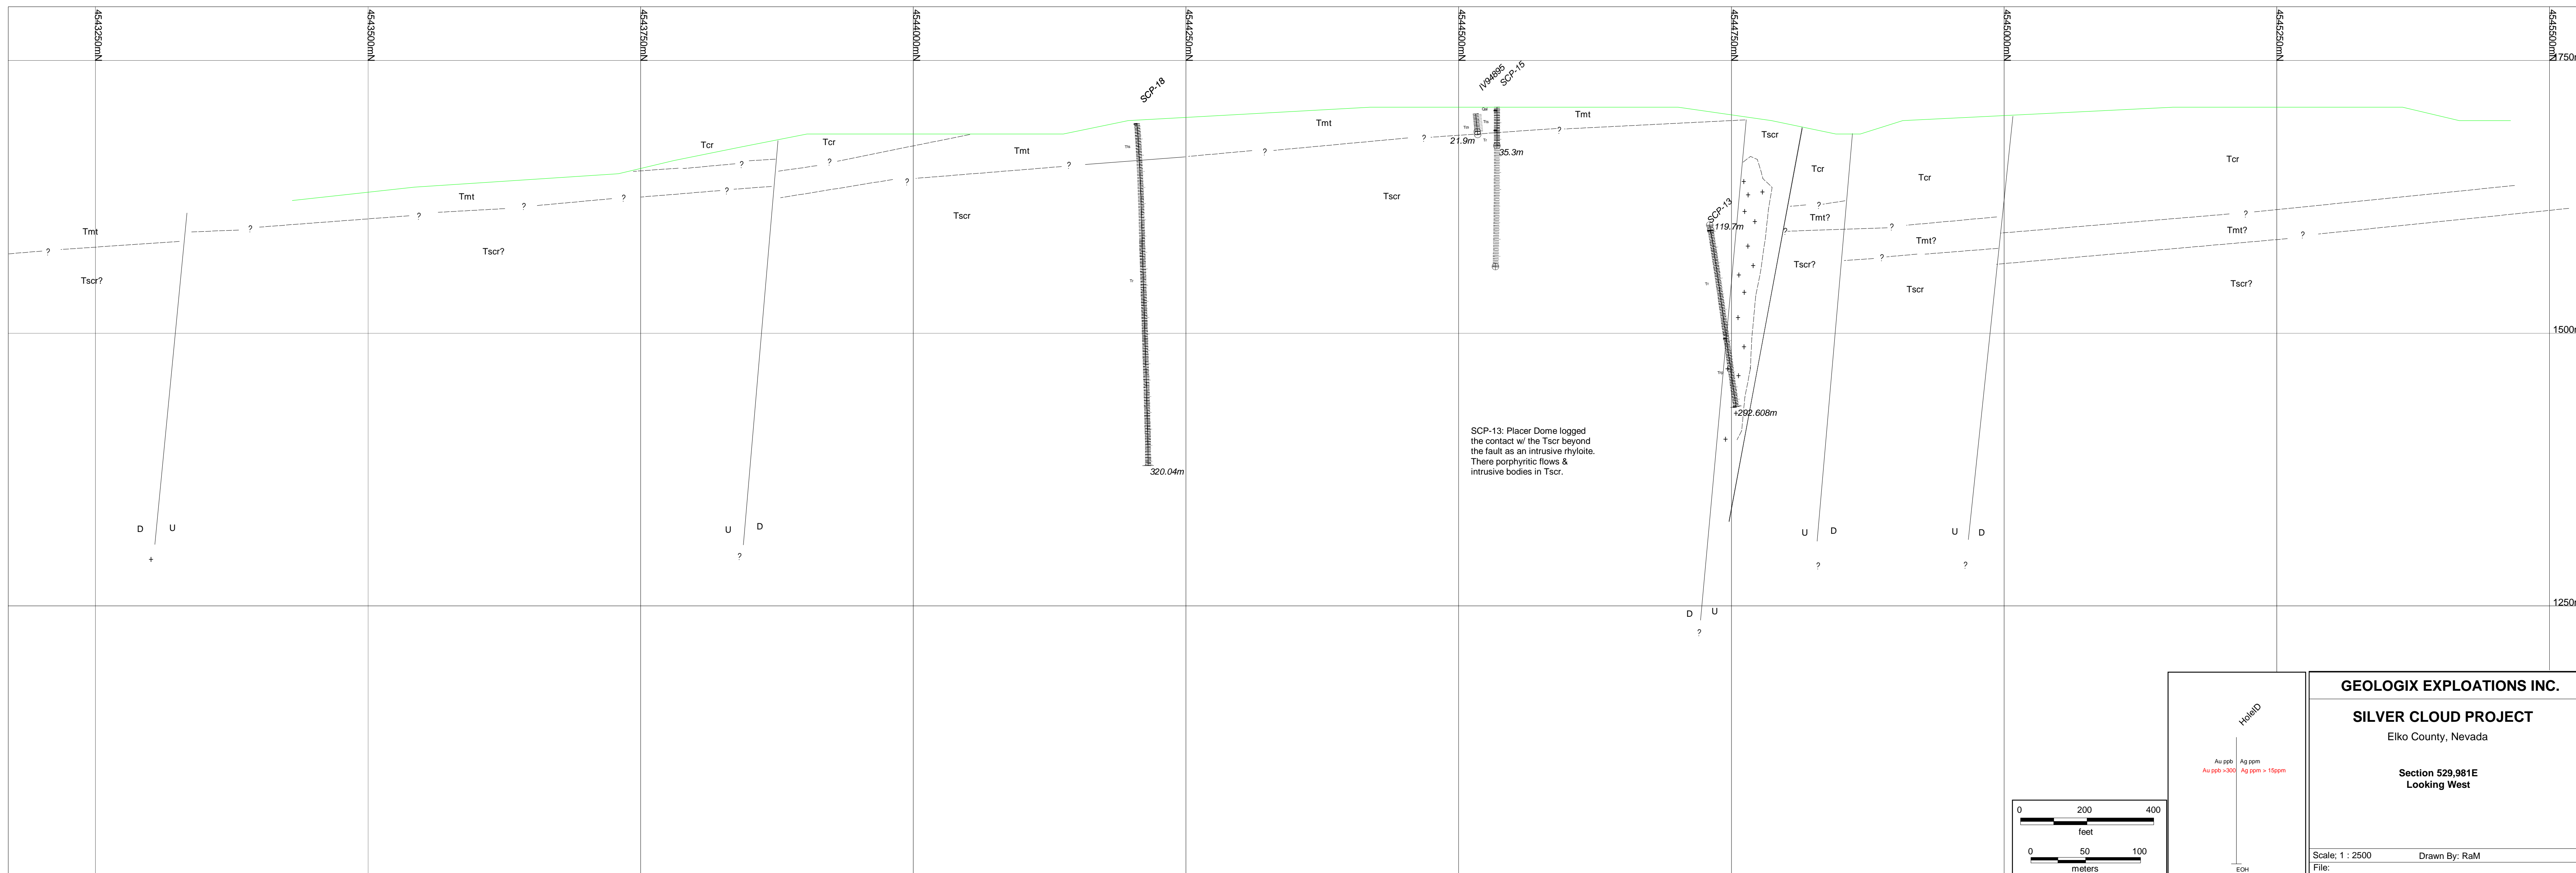 4543250mN
4543500mN
4543750mN
4544000mN
4544250mN
4544500mN
4544750mN
4545000mN
4545250mN
4545500mN
1750m
SCP-18
IV94895
SCP-15
Tcr
Tcr
Tmt
Tmt
Tmt
Tscr
Tcr
Tcr
Tcr
21.9m
35.3m
?
?
?
?
?
?
?
Tmt
?
?
?
?
?
Tmt
Tscr
Tscr
SCP-13
119.7m
?
Tmt?
?
?
?
Tmt?
Tmt?
?
?
?
Tscr?
Tscr?
Tscr?
Tscr
Tscr?
1500m
292.608m
SCP-13: Placer Dome logged
the contact w/ the Tscr beyond
the fault as an intrusive rhyloite.
There porphyritic flows &
intrusive bodies in Tscr.
320.04m
D U
U D
?
U D
?
U D
?
1250m
D U
?
HoleID
Au ppb Ag ppm
Au ppb >300 Ag ppm > 15ppm
EOH
0 200 400
feet
0 50 100
meters
GEOLOGIX EXPLOATIONS INC.
SILVER CLOUD PROJECT
Elko County, Nevada
Section 529,981E
Looking West
Scale; 1 : 2500 Drawn By: RaM
File: